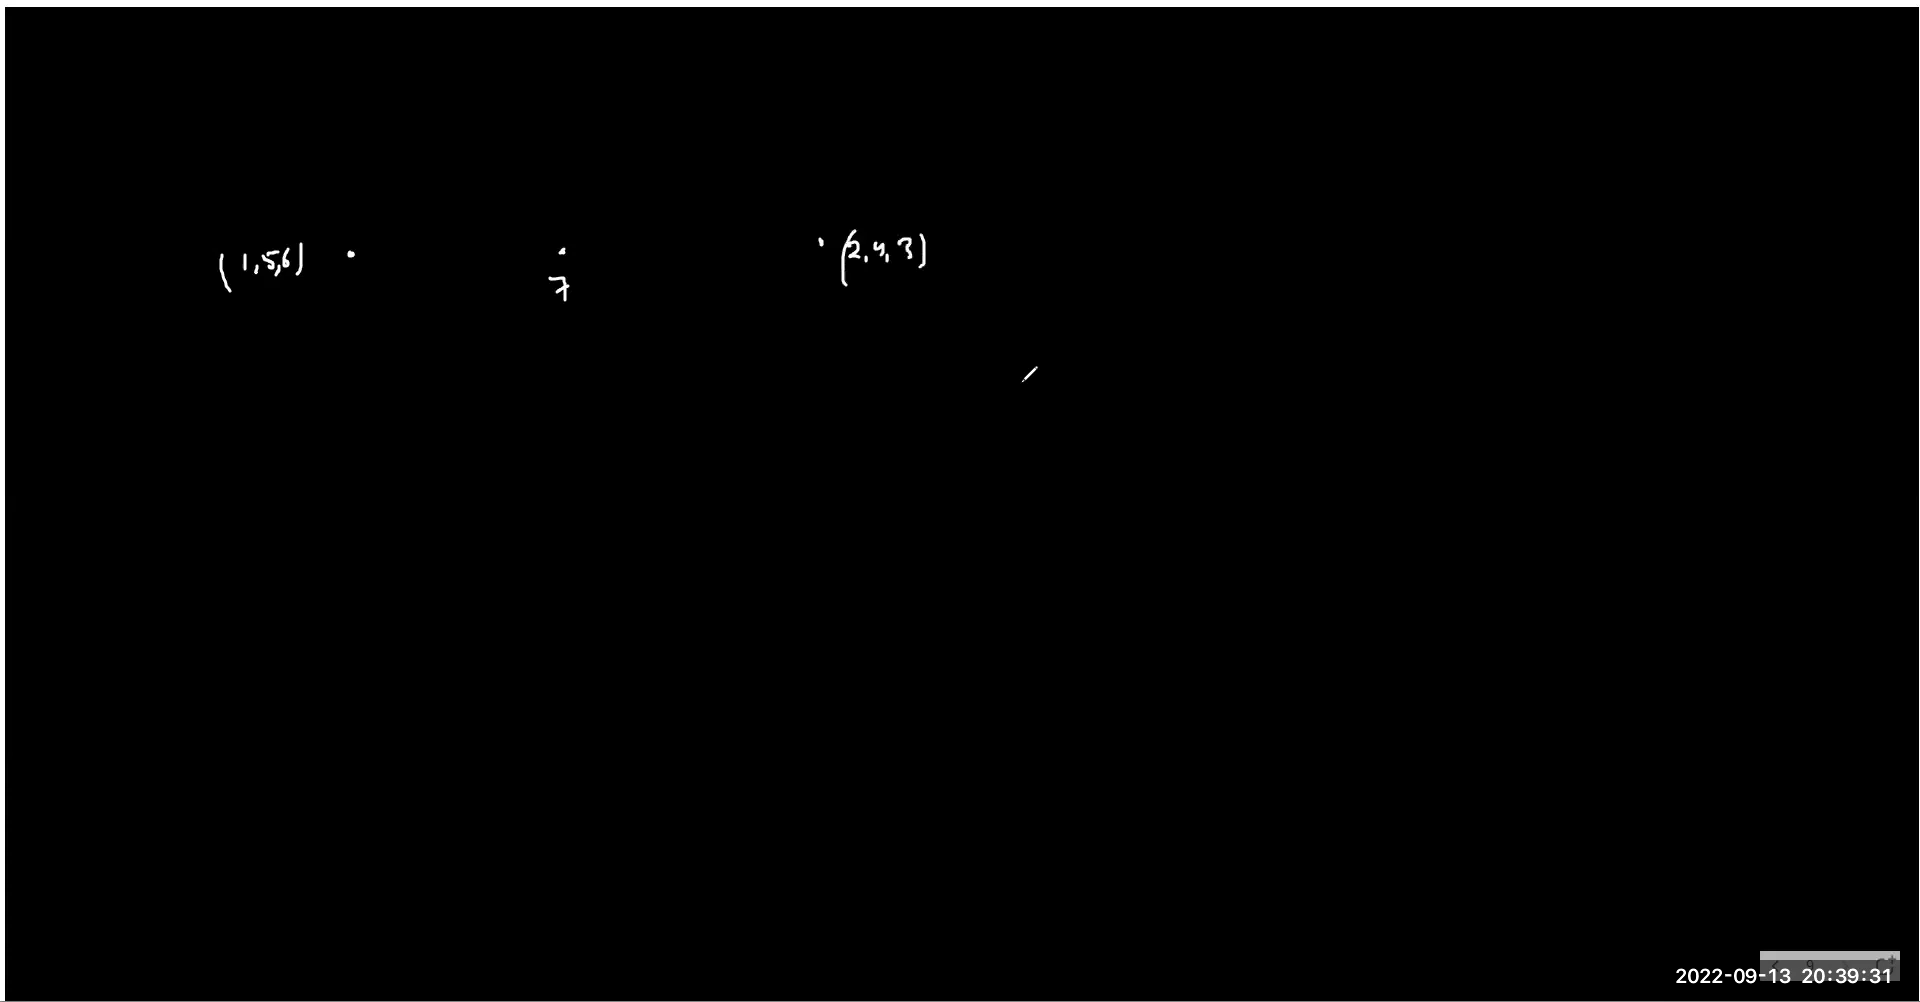 (1,5,6) . . . (2,4,3)
7
2022-09-13 20:39:31